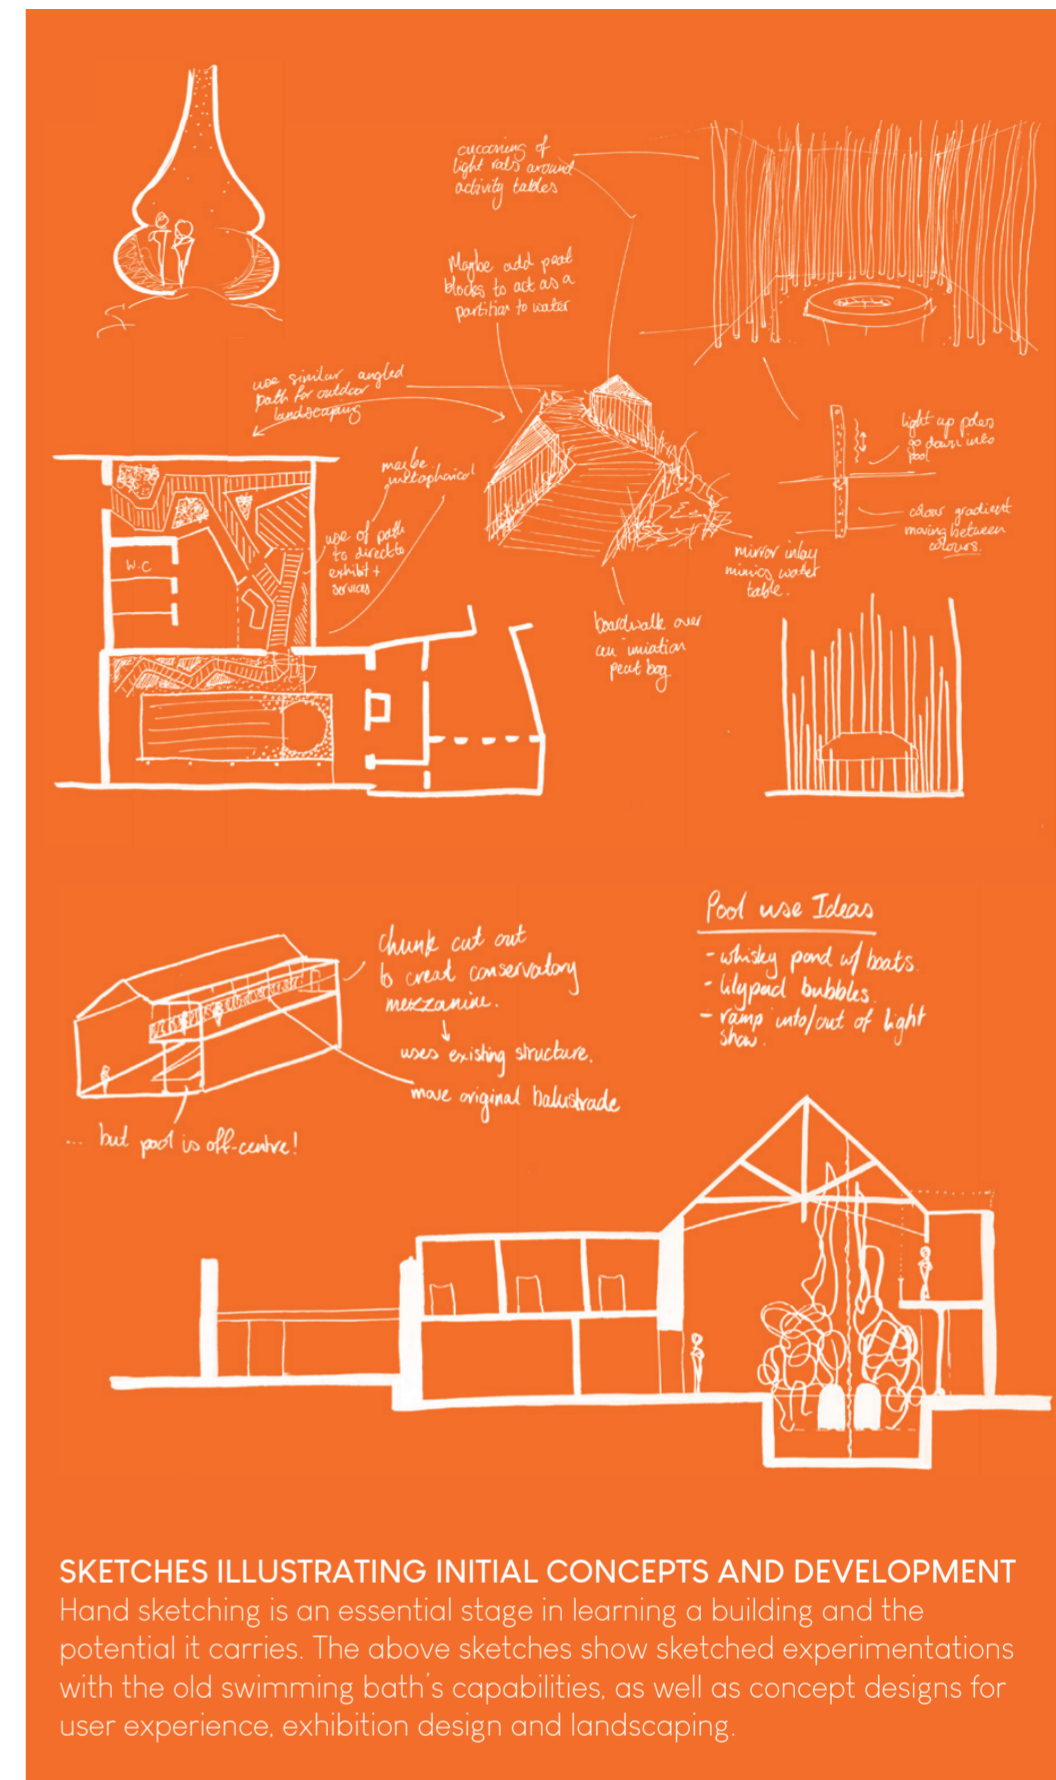 cucooning of
light rods around
activity tables
Maybe add peat
blocks to act as a
partition to water
use similar angled
path for outdoor
landscaping
maybe
metaphorical
use of path
to direct to
exhibit +
services
W.C
light up poles
go down into
pool
colour gradient
moving between
colours.
mirror inlay
mimics water
table.
boardwalk over
an imiation
peat bog
chunk cut out
to creat conservatory
mezzanine.
uses existing structure.
move original balustrade
... but pool is off-centre!
Pool use Ideas
- whisky pond w/ boats.
- lilypad bubbles.
- ramp into/out of light
show.
SKETCHES ILLUSTRATING INITIAL CONCEPTS AND DEVELOPMENT
Hand sketching is an essential stage in learning a building and the
potential it carries. The above sketches show sketched experimentations
with the old swimming bath's capabilities, as well as concept designs for
user experience, exhibition design and landscaping.